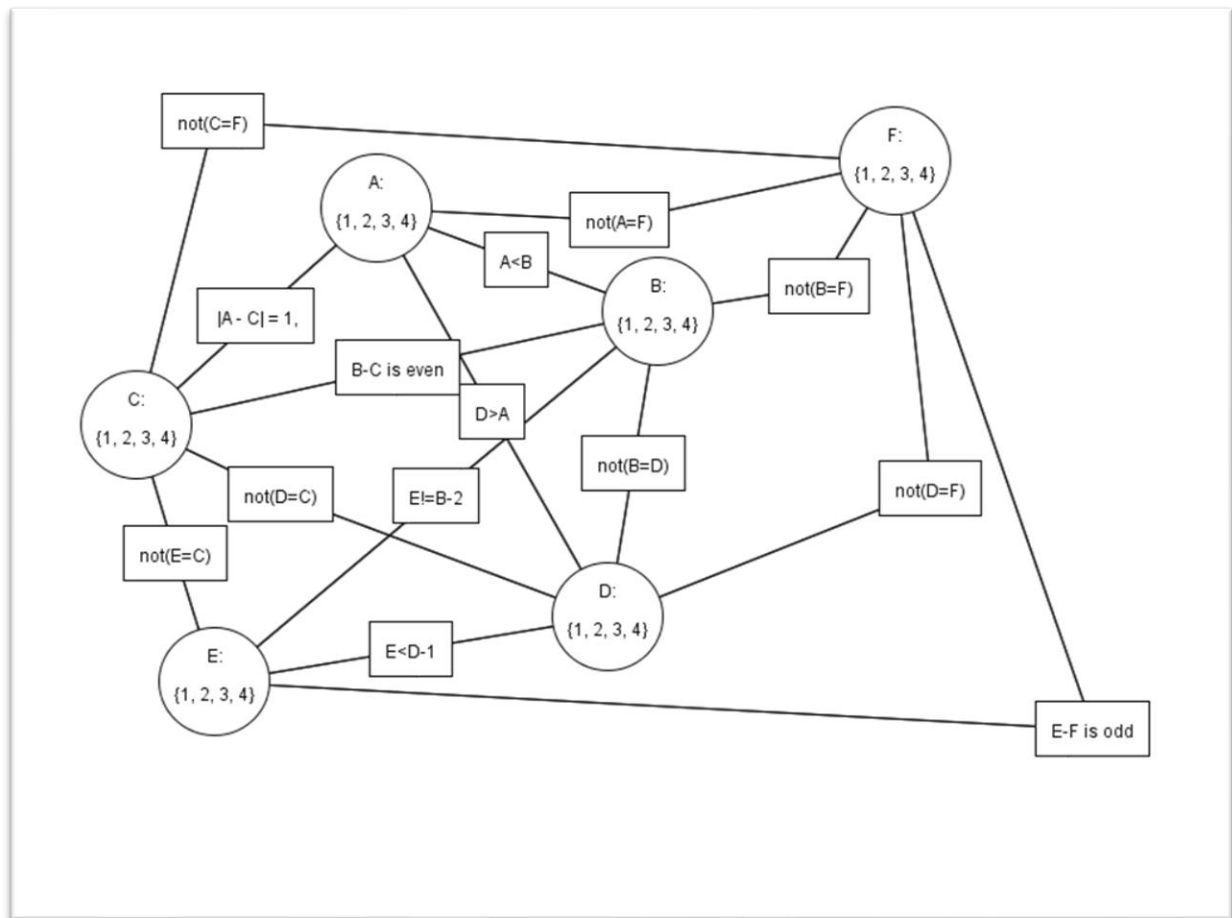 not(C=F)
F:
{1, 2, 3, 4}
A:
{1, 2, 3, 4}
not(A=F)
A<B
B:
{1, 2, 3, 4}
not(B=F)
|A - C| = 1,
B-C is even
C:
{1, 2, 3, 4}
D>A
not(B=D)
not(D=C)
E!=B-2
not(D=F)
not(E=C)
D:
{1, 2, 3, 4}
E<D-1
E:
{1, 2, 3, 4}
E-F is odd